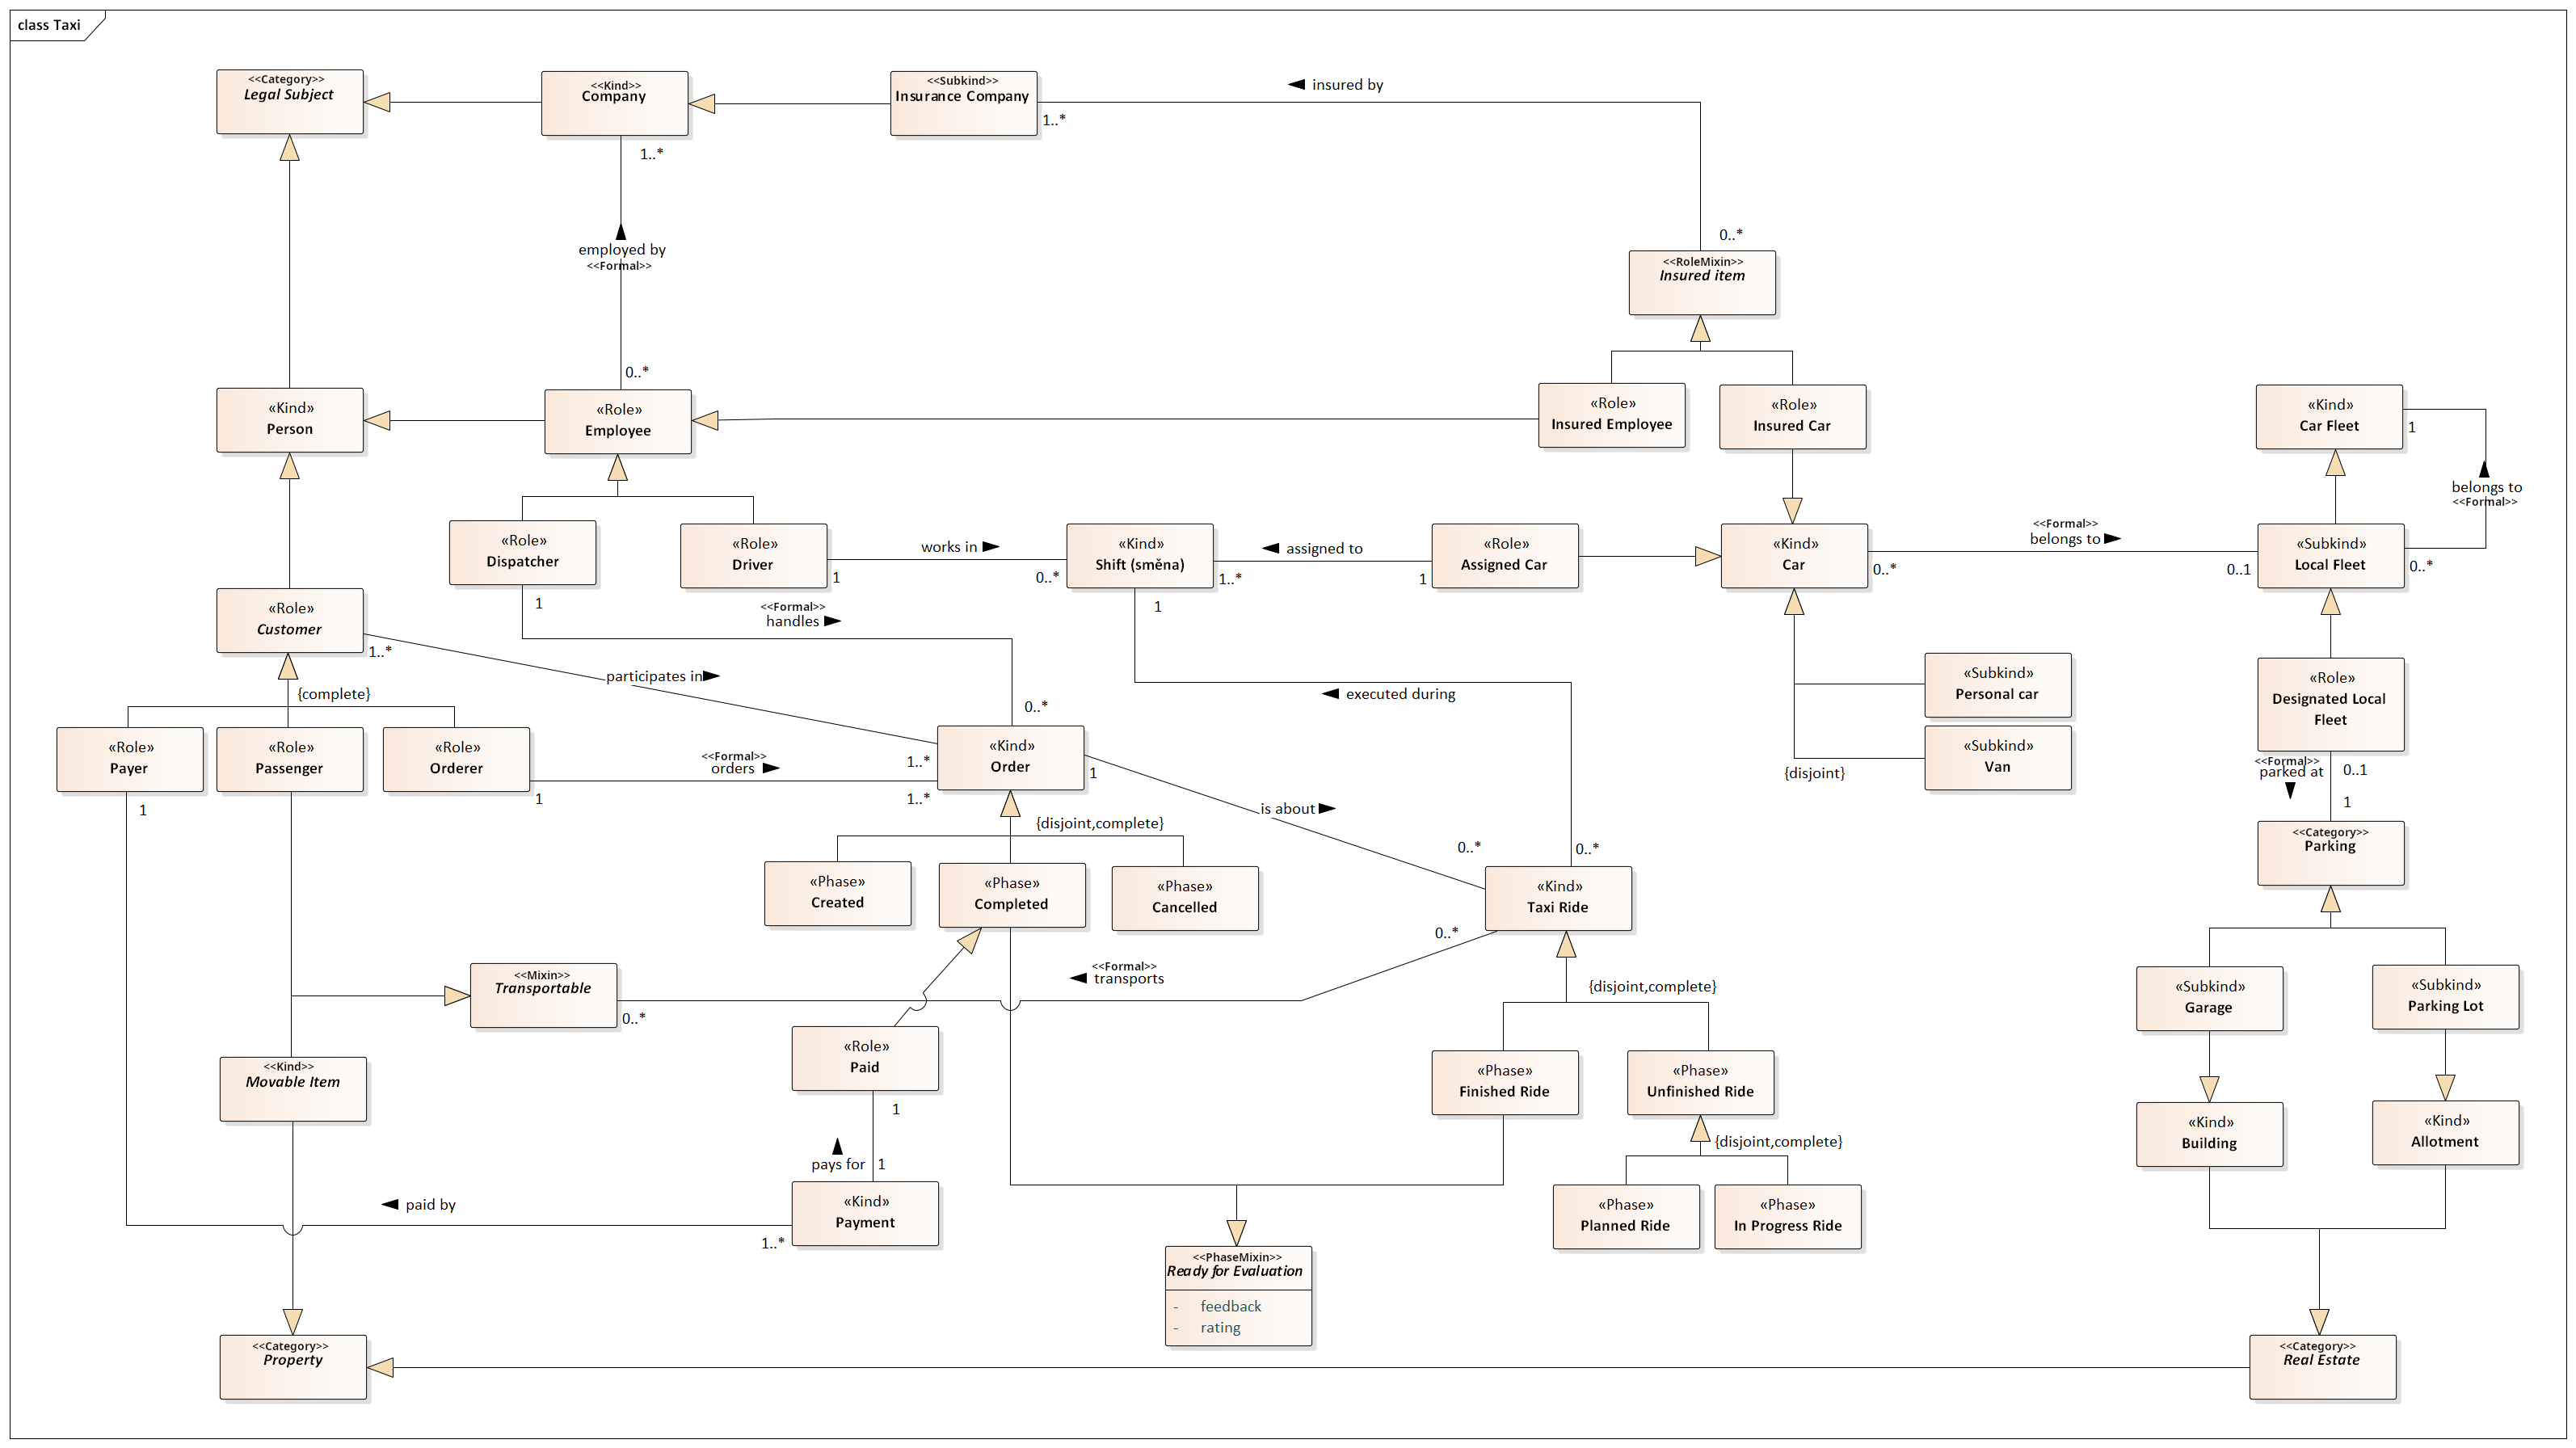 class Taxi
<<Category>>
Legal Subject
<<Kind>>
Company
<<Subkind>>
Insurance Company
insured by
1..*
1..*
0..*
employed by
<<Formal>>
0..*
<<RoleMixin>>
Insured item
«Kind»
Person
«Role»
Employee
«Role»
Insured Employee
«Role»
Insured Car
«Kind»
Car Fleet
1
belongs to
<<Formal>>
«Role»
Dispatcher
1
«Role»
Driver
1
works in
0..*
«Kind»
Shift (směna)
1..*
assigned to
1
«Role»
Assigned Car
«Kind»
Car
0..*
<<Formal>>
belongs to
0..1
«Subkind»
Local Fleet
0..*
<<Formal>>
handles
1
executed during
«Role»
Customer
1..*
participates in
0..*
{complete}
«Subkind»
Personal car
«Subkind»
Van
{disjoint}
«Role»
Designated Local
Fleet
<<Formal>>
parked at
0..1
1
«Role»
Payer
1
«Role»
Passenger
«Role»
Orderer
1
<<Formal>>
orders
1..*
1..*
«Kind»
Order
1
is about
0..*
0..*
{disjoint,complete}
<<Category>>
Parking
«Phase»
Created
«Phase»
Completed
«Phase»
Cancelled
«Kind»
Taxi Ride
0..*
<<Formal>>
transports
<<Mixin>>
Transportable
0..*
{disjoint,complete}
«Subkind»
Garage
«Subkind»
Parking Lot
«Role»
Paid
1
<<Kind>>
Movable Item
«Phase»
Finished Ride
«Phase»
Unfinished Ride
«Kind»
Building
«Kind»
Allotment
{disjoint,complete}
pays for
1
paid by
1..*
«Kind»
Payment
«Phase»
Planned Ride
«Phase»
In Progress Ride
<<PhaseMixin>>
Ready for Evaluation
- feedback
- rating
<<Category>>
Property
<<Category>>
Real Estate